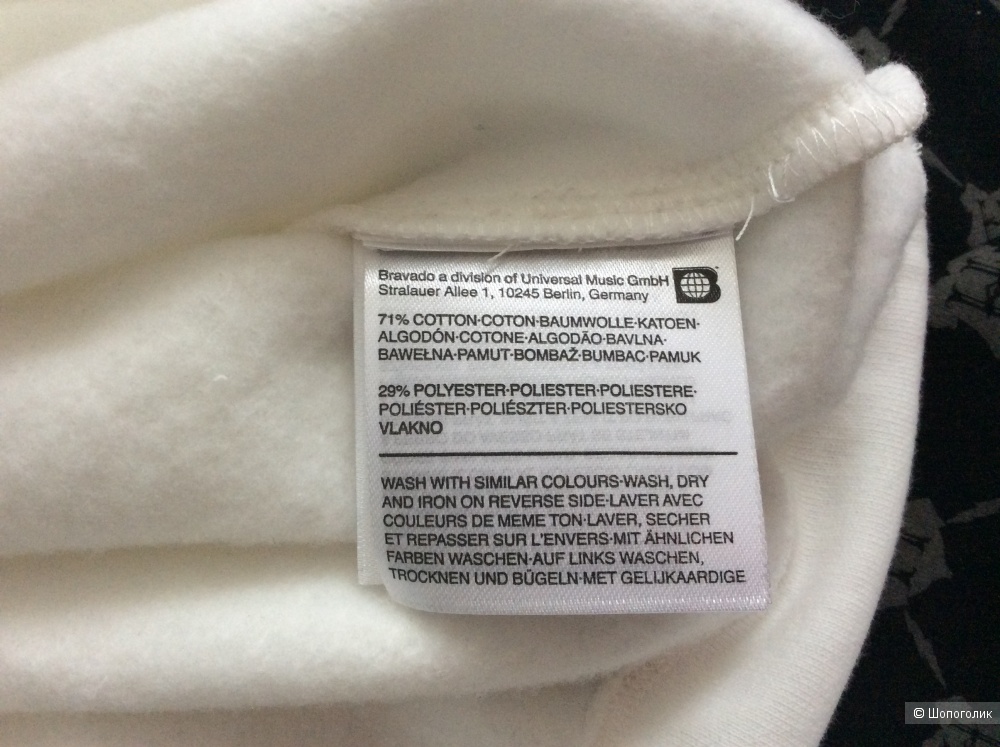 Bravado a division of Universal Music GmbH
Stralauer Allee 1, 10245 Berlin, Germany
B
71% COTTON·COTON·BAUMWOLLE·KATOEN·
ALGODÓN·COTONE·ALGODÃO·BAVLNA·
BAWEŁNA·PAMUT·BOMBAŽ·BUMBAC·PAMUK
29% POLYESTER·POLIESTER·POLIESTERE·
POLIÉSTER·POLIÉSZTER·POLIESTERSKO
VLAKNO
WASH WITH SIMILAR COLOURS·WASH, DRY
AND IRON ON REVERSE SIDE·LAVER AVEC
COULEURS DE MEME TON·LAVER, SECHER
ET REPASSER SUR L'ENVERS·MIT ÄHNLICHEN
FARBEN WASCHEN·AUF LINKS WASCHEN,
TROCKNEN UND BÜGELN·MET GELIJKAARDIGE
© Шопоголик